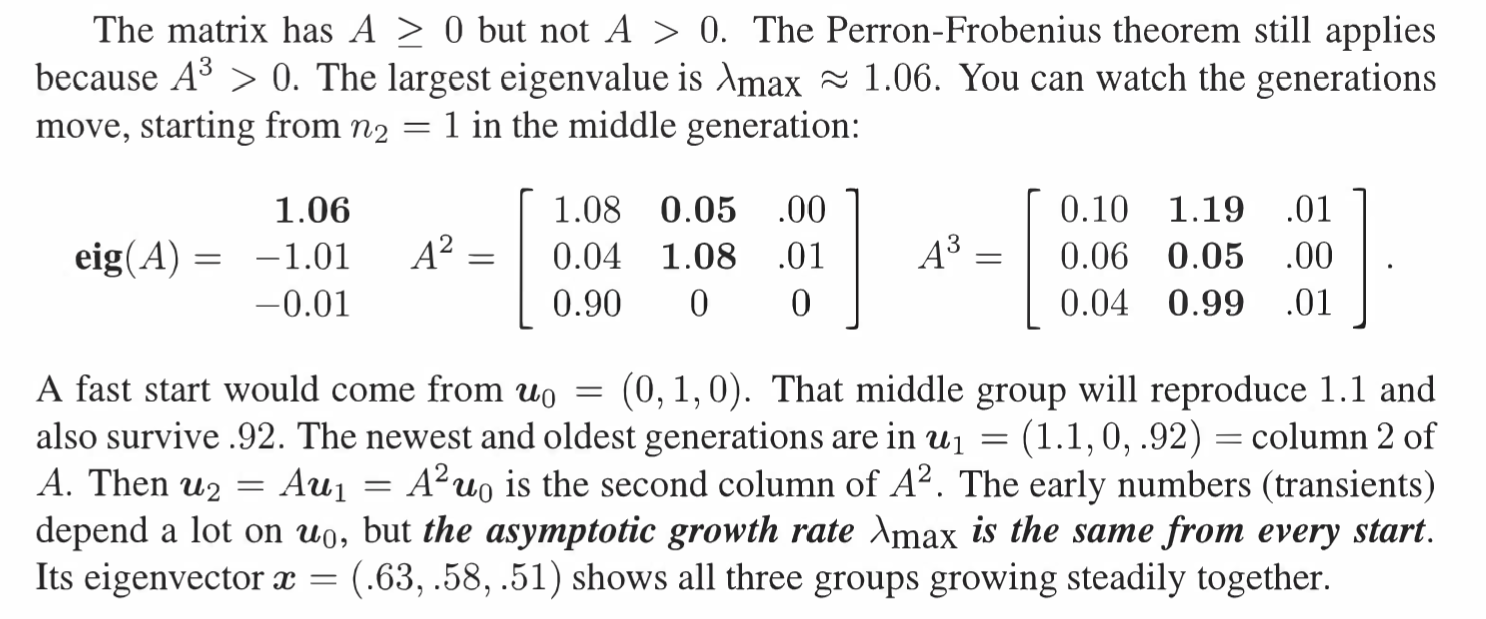 The matrix has A ≥ 0 but not A > 0. The Perron-Frobenius theorem still applies
because A³ > 0. The largest eigenvalue is λmax ≈ 1.06. You can watch the generations
move, starting from n₂ = 1 in the middle generation:
1.06 1.08 0.05 .00 0.10 1.19 .01
eig(A) = −1.01 A² = 0.04 1.08 .01 A³ = 0.06 0.05 .00 .
−0.01 0.90 0 0 0.04 0.99 .01
A fast start would come from u₀ = (0, 1, 0). That middle group will reproduce 1.1 and
also survive .92. The newest and oldest generations are in u₁ = (1.1, 0, .92) = column 2 of
A. Then u₂ = Au₁ = A²u₀ is the second column of A². The early numbers (transients)
depend a lot on u₀, but the asymptotic growth rate λmax is the same from every start.
Its eigenvector x = (.63, .58, .51) shows all three groups growing steadily together.